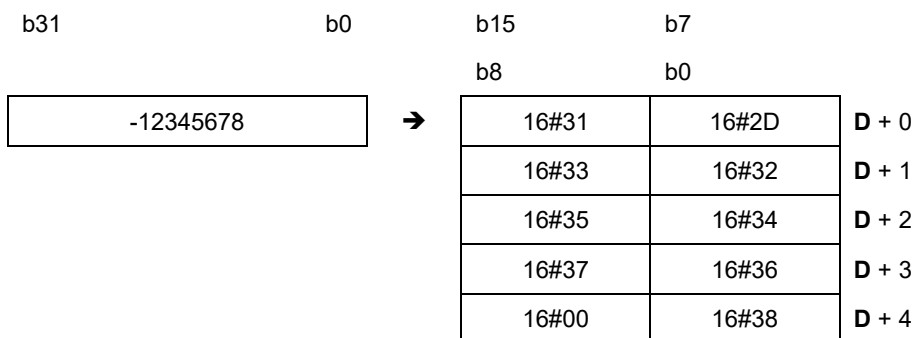 b31 b0 b15 b7
b8 b0
-12345678 ➔ 16#31 16#2D D + 0
16#33 16#32 D + 1
16#35 16#34 D + 2
16#37 16#36 D + 3
16#00 16#38 D + 4